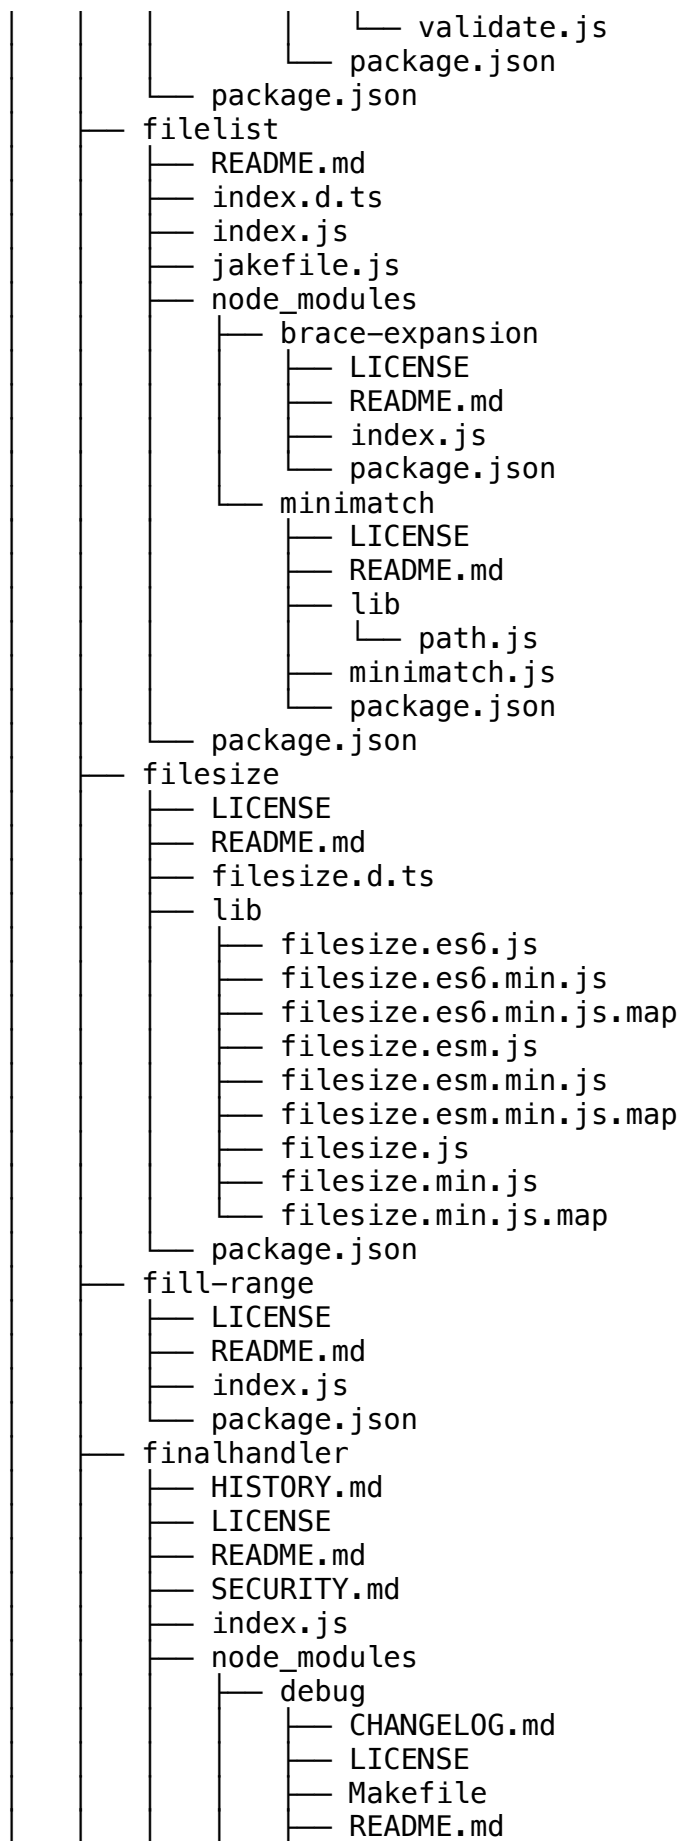 │   │   │       │   └── validate.js
│   │   │       └── package.json
│   │   └── package.json
│   ├── filelist
│   │   ├── README.md
│   │   ├── index.d.ts
│   │   ├── index.js
│   │   ├── jakefile.js
│   │   ├── node_modules
│   │   │   ├── brace-expansion
│   │   │   │   ├── LICENSE
│   │   │   │   ├── README.md
│   │   │   │   ├── index.js
│   │   │   │   └── package.json
│   │   │   └── minimatch
│   │   │       ├── LICENSE
│   │   │       ├── README.md
│   │   │       ├── lib
│   │   │       │   └── path.js
│   │   │       ├── minimatch.js
│   │   │       └── package.json
│   │   └── package.json
│   ├── filesize
│   │   ├── LICENSE
│   │   ├── README.md
│   │   ├── filesize.d.ts
│   │   ├── lib
│   │   │   ├── filesize.es6.js
│   │   │   ├── filesize.es6.min.js
│   │   │   ├── filesize.es6.min.js.map
│   │   │   ├── filesize.esm.js
│   │   │   ├── filesize.esm.min.js
│   │   │   ├── filesize.esm.min.js.map
│   │   │   ├── filesize.js
│   │   │   ├── filesize.min.js
│   │   │   └── filesize.min.js.map
│   │   └── package.json
│   ├── fill-range
│   │   ├── LICENSE
│   │   ├── README.md
│   │   ├── index.js
│   │   └── package.json
│   ├── finalhandler
│   │   ├── HISTORY.md
│   │   ├── LICENSE
│   │   ├── README.md
│   │   ├── SECURITY.md
│   │   ├── index.js
│   │   ├── node_modules
│   │   │   ├── debug
│   │   │   │   ├── CHANGELOG.md
│   │   │   │   ├── LICENSE
│   │   │   │   ├── Makefile
│   │   │   │   ├── README.md